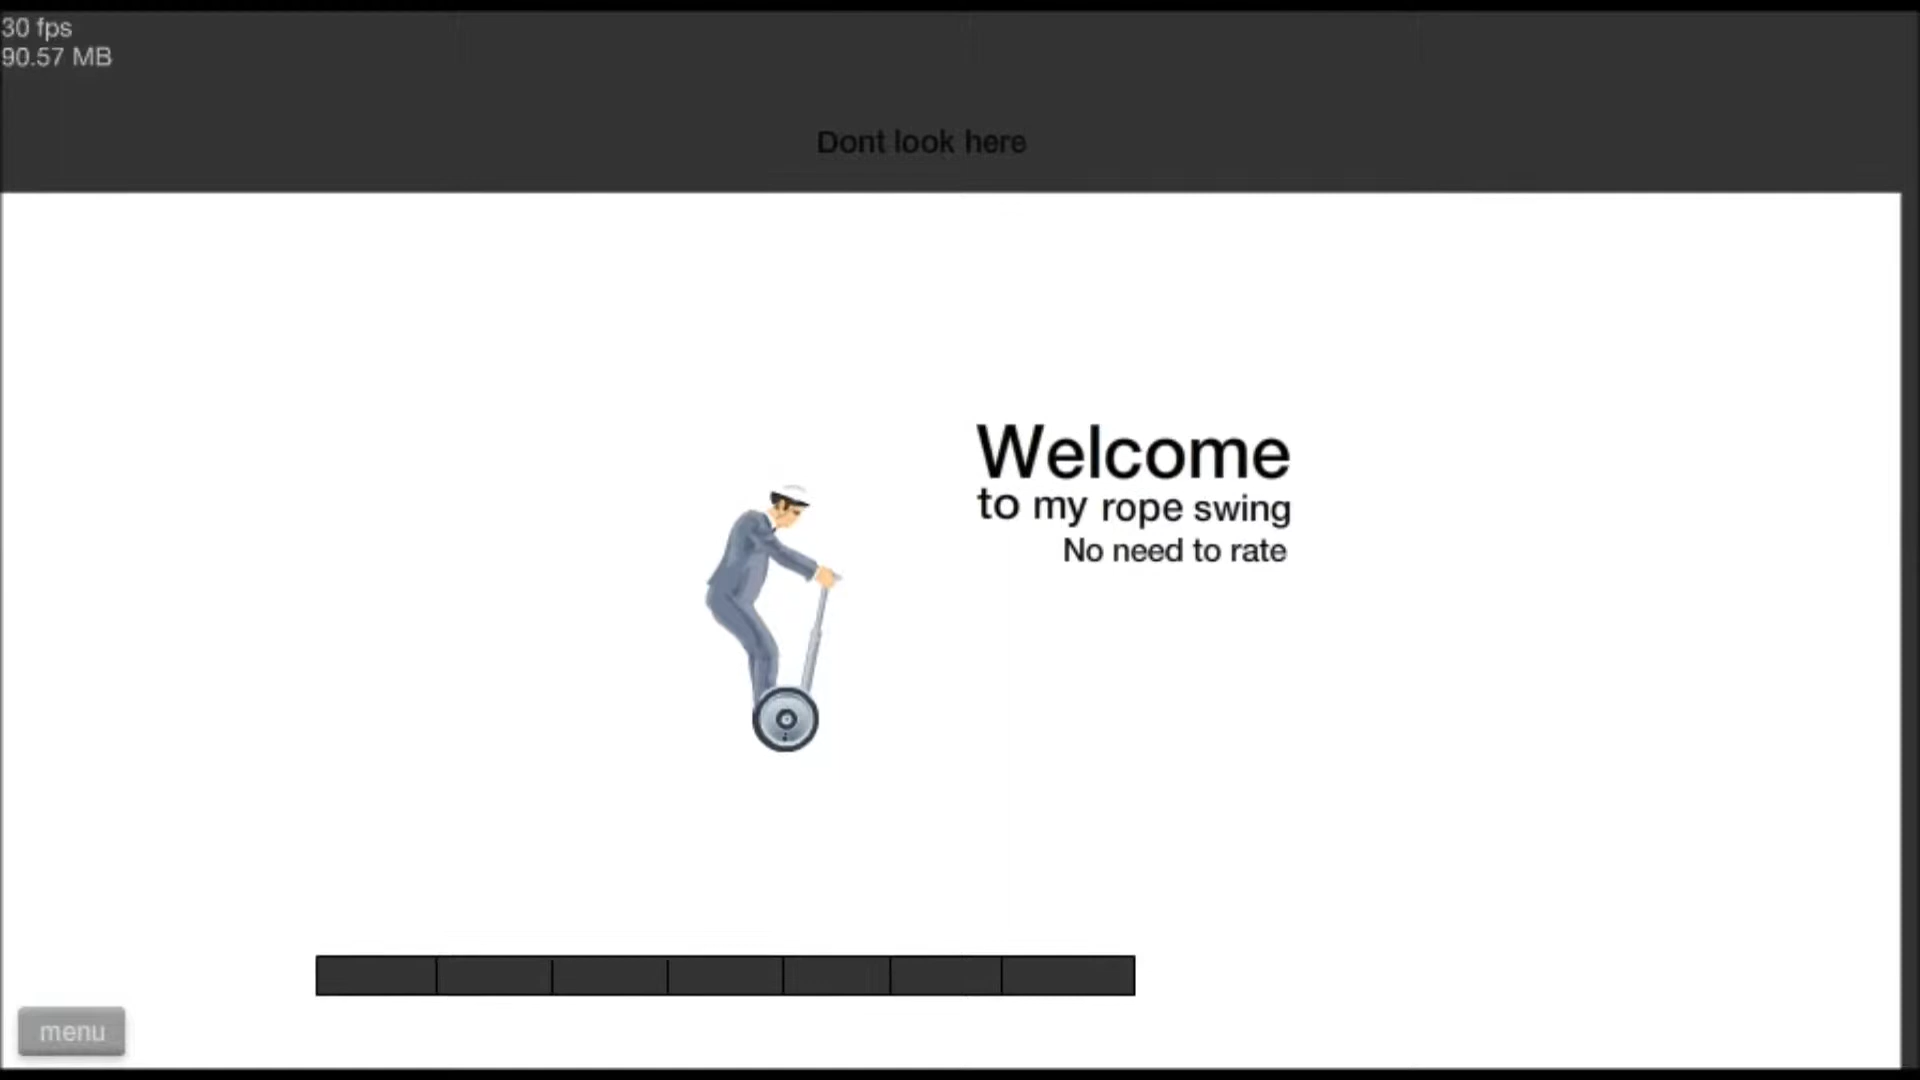 30 fps
90.57 MB
Dont look here
Welcome
to my rope swing
No need to rate
menu